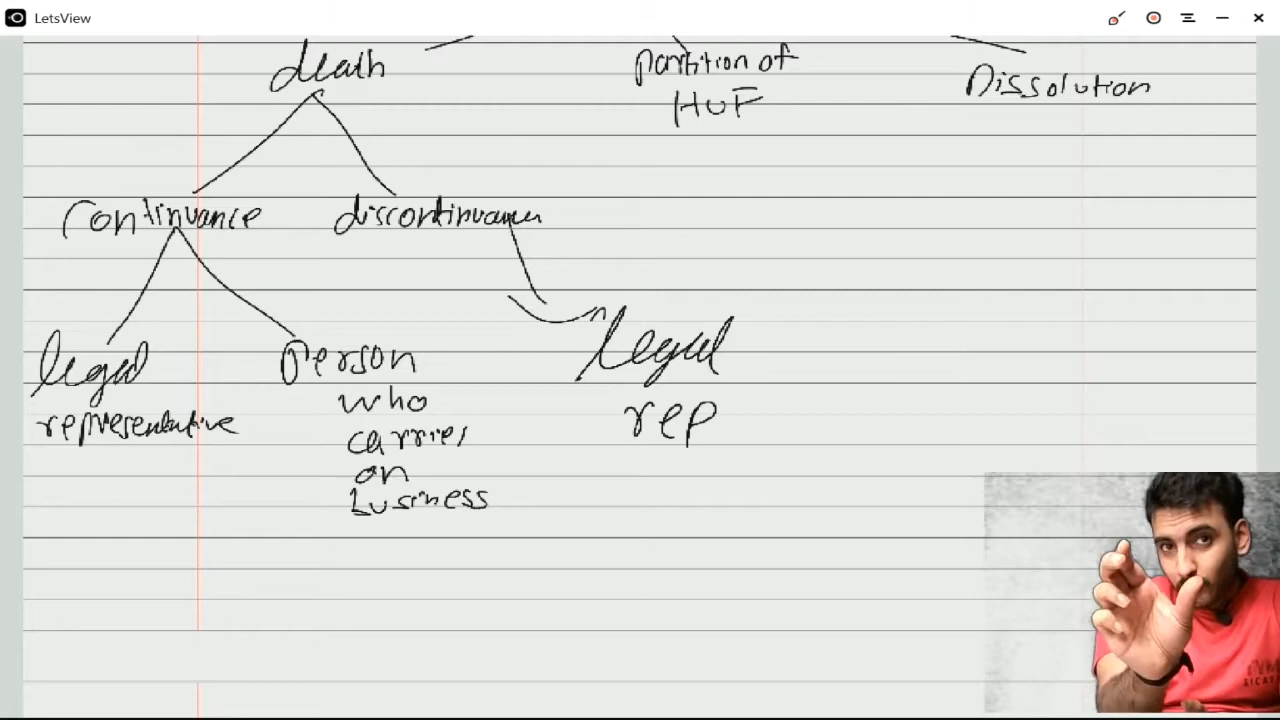 LetsView
death
partition of
HUF
Dissolution
Continuance
discontinuance
legal
representative
person
who
carries
on
business
Legal
rep